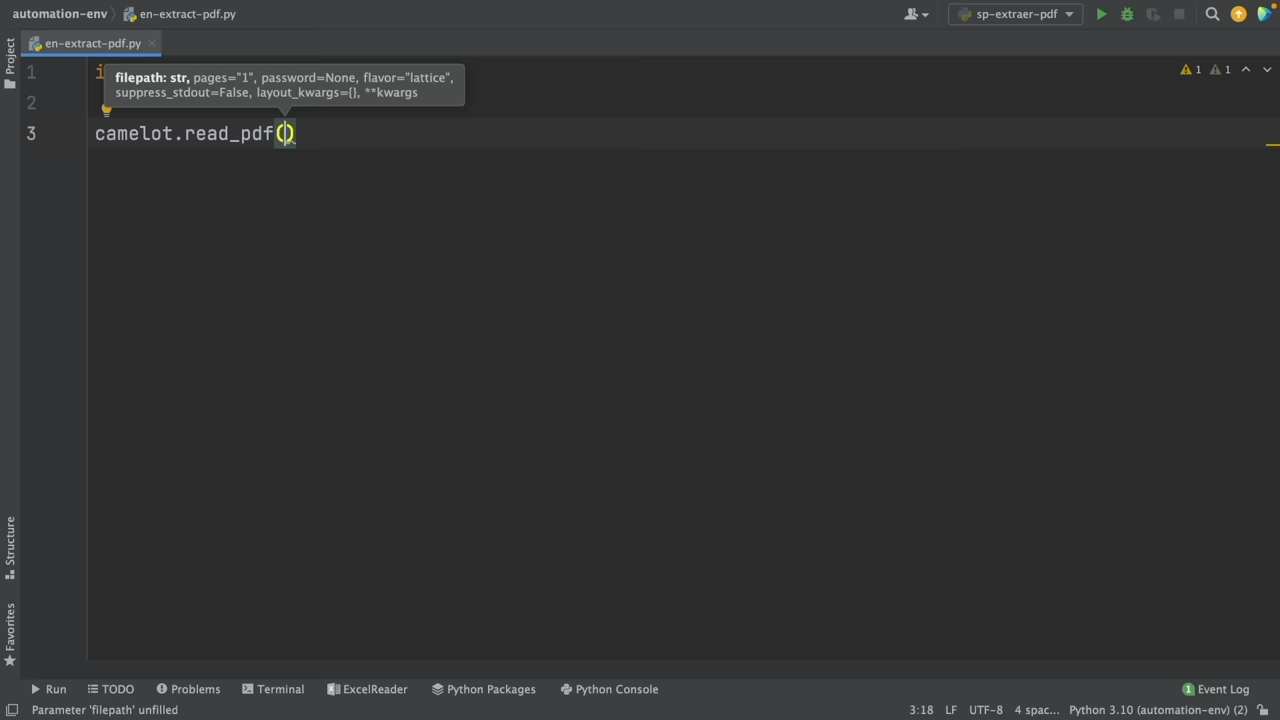 automation-env en-extract-pdf.py sp-extraer-pdf
Project en-extract-pdf.py
1 i 1 1
filepath: str, pages="1", password=None, flavor="lattice",
suppress_stdout=False, layout_kwargs={}, **kwargs
2
3 camelot.read_pdf()
Structure
Favorites
Run TODO Problems Terminal ExcelReader Python Packages Python Console 1 Event Log
Parameter 'filepath' unfilled 3:18 LF UTF-8 4 spac... Python 3.10 (automation-env) (2)